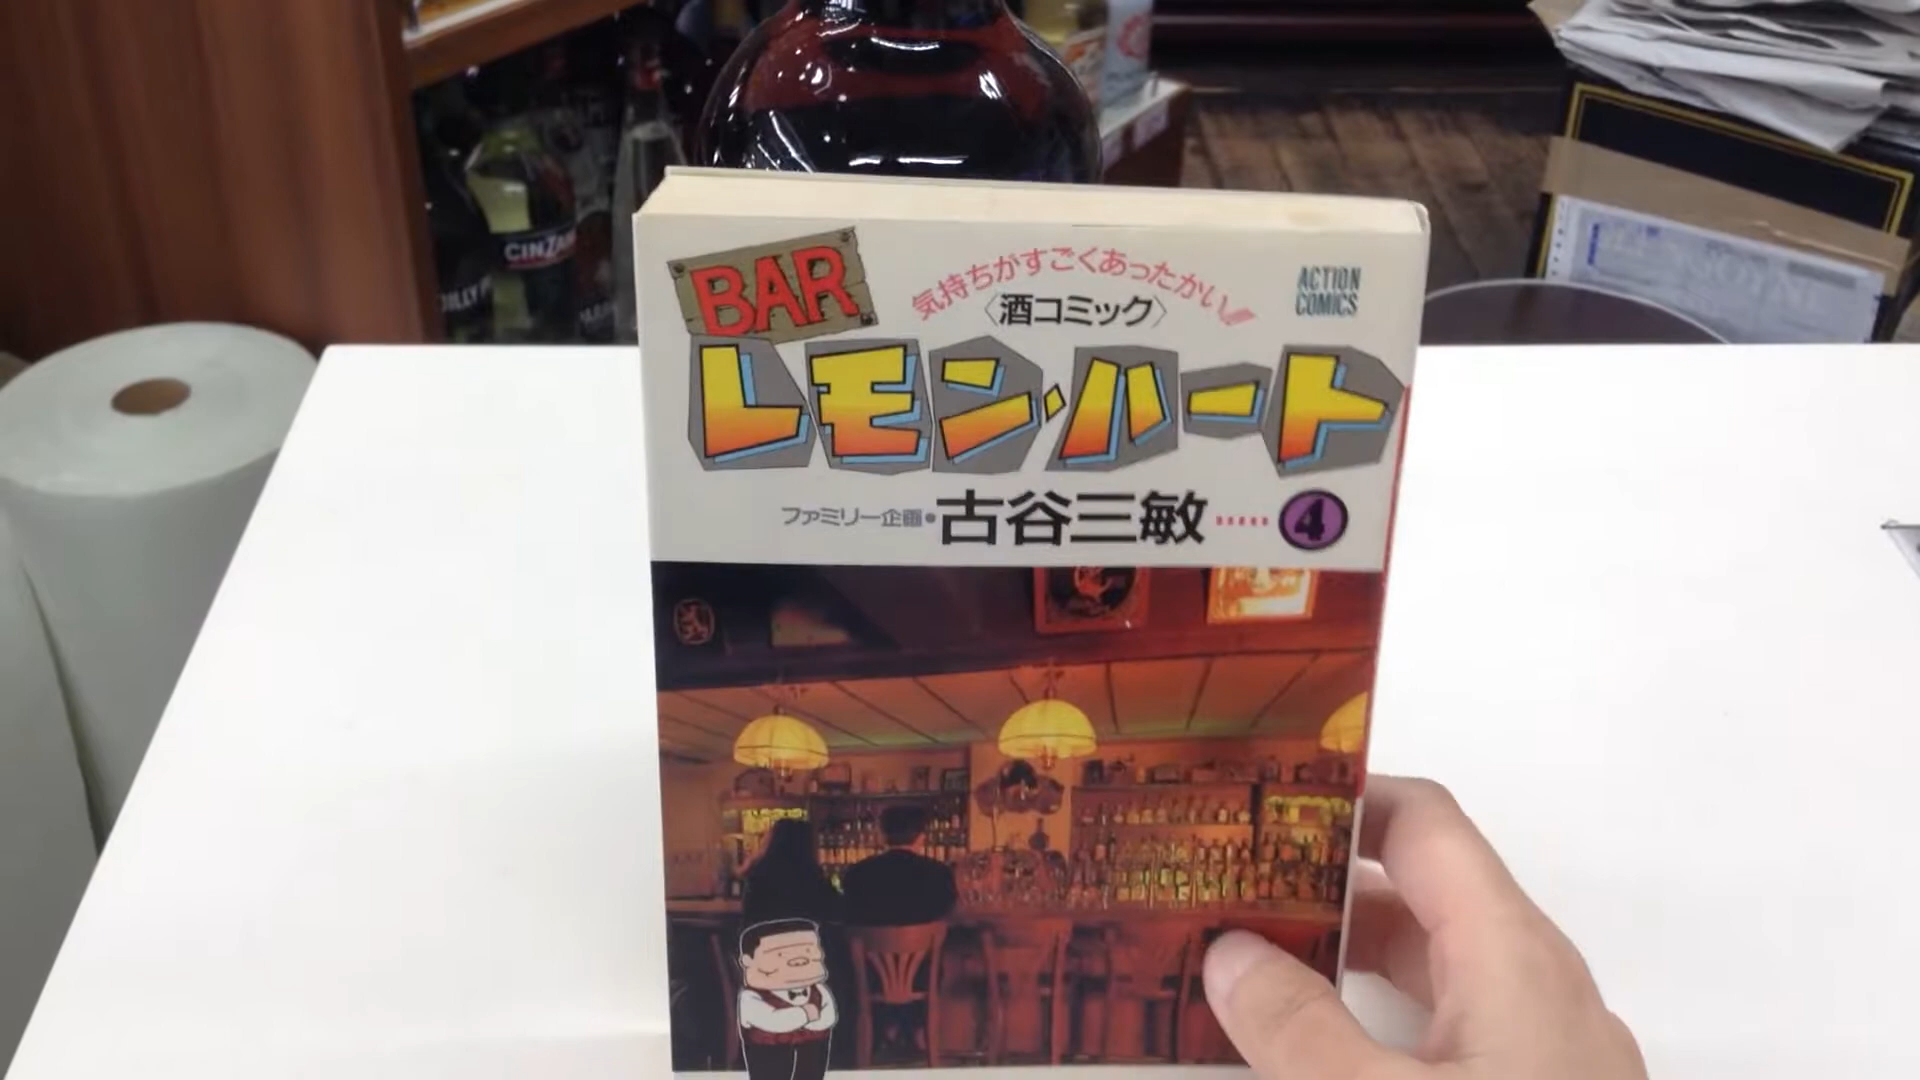 BAR
気持ちがすごくあったかい!!
〈酒コミック〉
ACTION
COMICS
レモン・ハート
ファミリー企画•古谷三敏……4
CINZANO